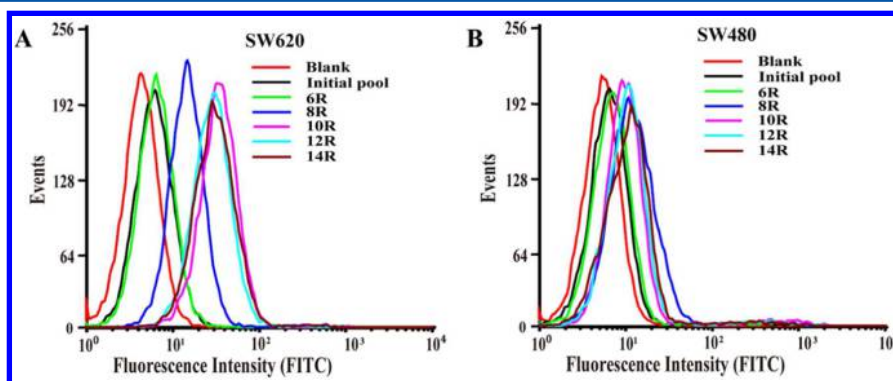 A
SW620
Blank
Initial pool
6R
8R
10R
12R
14R
Events
256
192
128
64
0
10⁰ 10¹ 10² 10³ 10⁴
Fluorescence Intensity (FITC)
B
SW480
Blank
Initial pool
6R
8R
10R
12R
14R
Events
256
192
128
64
0
10⁰ 10¹ 10² 10³
Fluorescence Intensity (FITC)